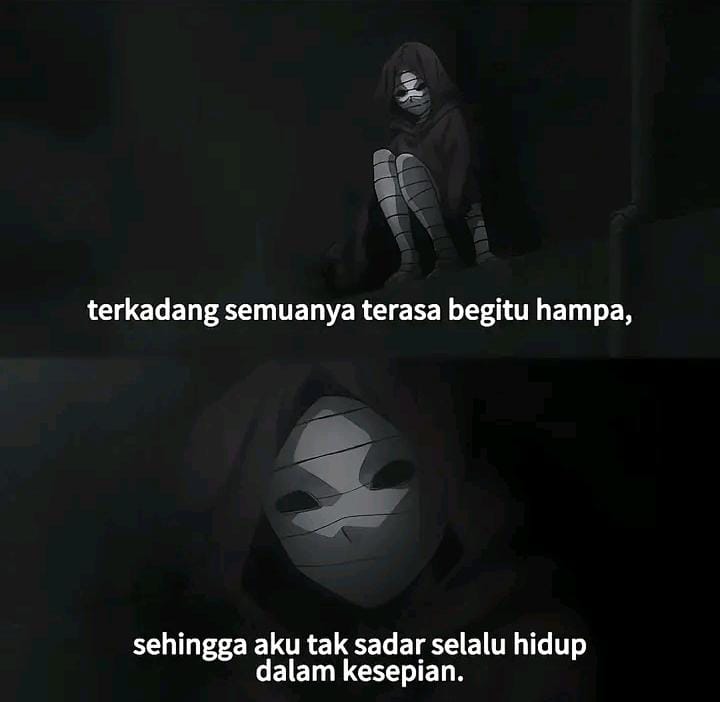 terkadang semuanya terasa begitu hampa,
sehingga aku tak sadar selalu hidup
dalam kesepian.